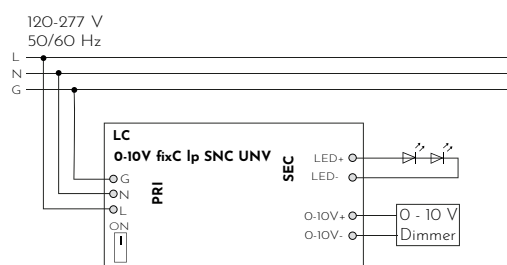 120-277 V
50/60 Hz
L
N
G
LC
0-10V fixC lp SNC UNV
PRI
SEC
G
N
L
ON
LED+
LED-
0-10V+
0-10V-
0 - 10 V
Dimmer